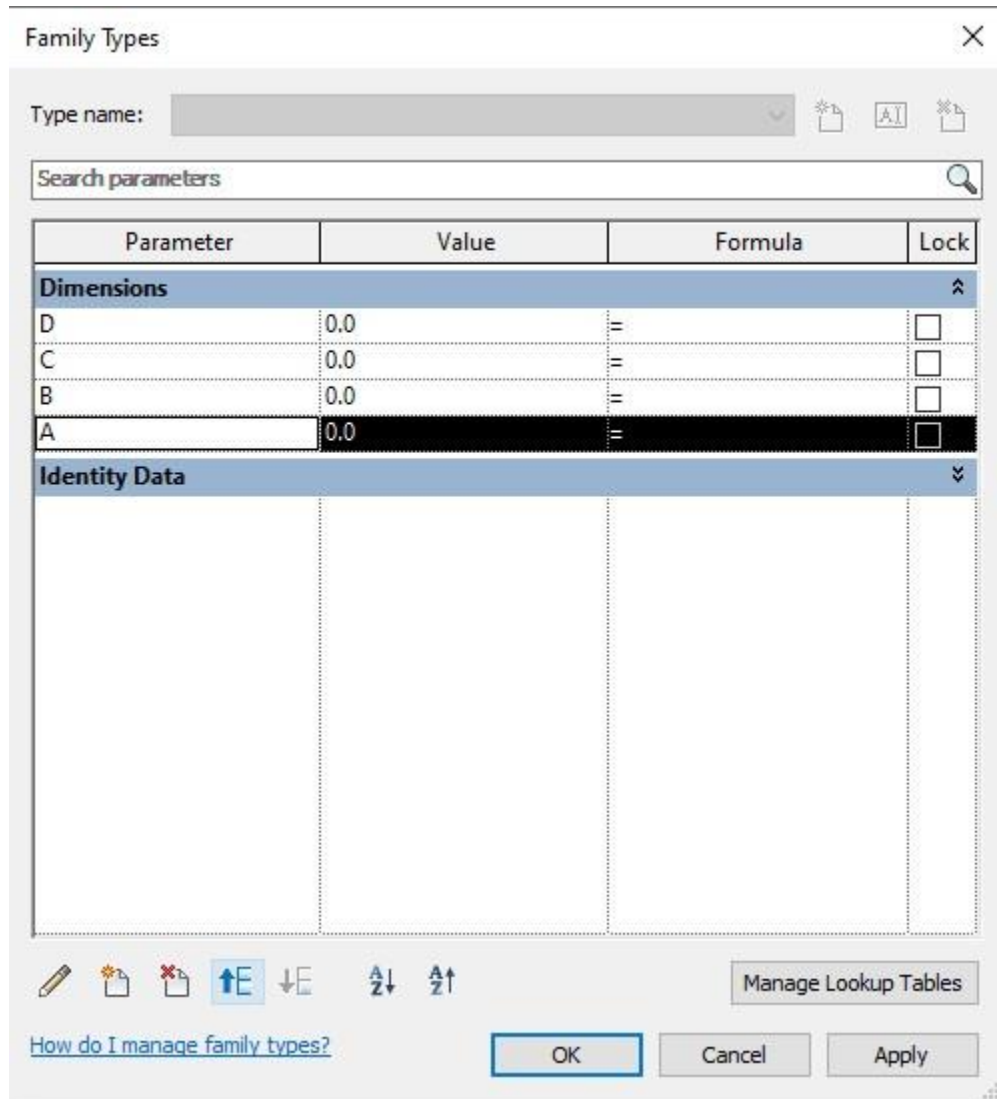 Family Types
Type name:
Search parameters
Parameter Value Formula Lock
Dimensions
D 0.0 =
C 0.0 =
B 0.0 =
A 0.0 =
Identity Data
Manage Lookup Tables
How do I manage family types?
OK Cancel Apply